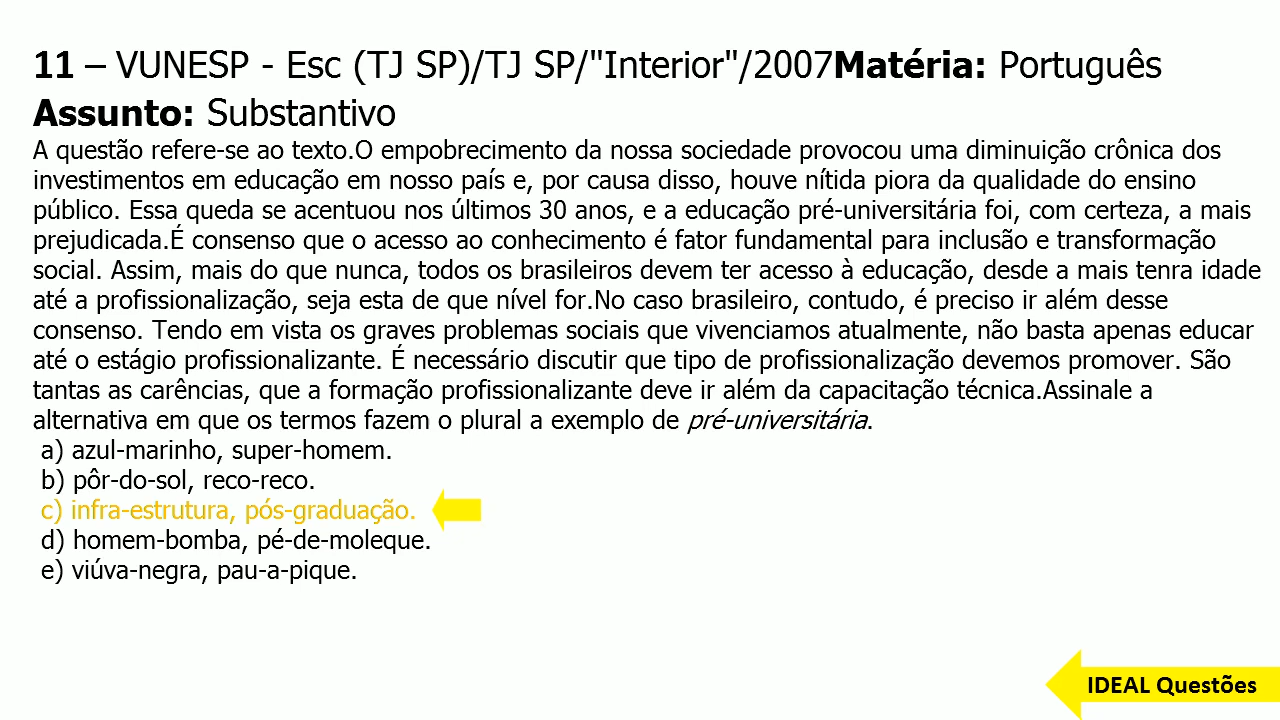 11 – VUNESP - Esc (TJ SP)/TJ SP/"Interior"/2007Matéria: Português
Assunto: Substantivo
A questão refere-se ao texto.O empobrecimento da nossa sociedade provocou uma diminuição crônica dos
investimentos em educação em nosso país e, por causa disso, houve nítida piora da qualidade do ensino
público. Essa queda se acentuou nos últimos 30 anos, e a educação pré-universitária foi, com certeza, a mais
prejudicada.É consenso que o acesso ao conhecimento é fator fundamental para inclusão e transformação
social. Assim, mais do que nunca, todos os brasileiros devem ter acesso à educação, desde a mais tenra idade
até a profissionalização, seja esta de que nível for.No caso brasileiro, contudo, é preciso ir além desse
consenso. Tendo em vista os graves problemas sociais que vivenciamos atualmente, não basta apenas educar
até o estágio profissionalizante. É necessário discutir que tipo de profissionalização devemos promover. São
tantas as carências, que a formação profissionalizante deve ir além da capacitação técnica.Assinale a
alternativa em que os termos fazem o plural a exemplo de pré-universitária.
a) azul-marinho, super-homem.
b) pôr-do-sol, reco-reco.
c) infra-estrutura, pós-graduação.
d) homem-bomba, pé-de-moleque.
e) viúva-negra, pau-a-pique.
IDEAL Questões